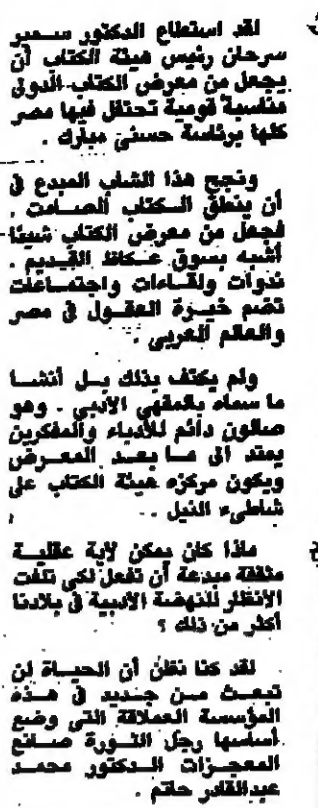 لقد استطاع الدكتور سمير
سرحان رئيس هيئة الكتاب أن
يجعل من معرض الكتاب الدولى
مناسبة قومية تحتفل فيها مصر
كلها برئاسة حسنى مبارك .
ونجح هذا الشاب المبدع فى
أن ينطق الكتاب الصامت .
فجعل من معرض الكتاب شيئا
أشبه بسوق عكاظ القديم .
ندوات ولقاءات واجتماعات
تضم خيرة العقول فى مصر
والعالم العربى .
ولم يكتف بذلك بل أنشا
ما سماه بالمقهى الأدبى . وهو
صالون دائم للأدباء والمفكرين
يمتد الى ما بعد المعرض
ويكون مركزه هيئة الكتاب على
شاطىء النيل .
ماذا كان يمكن لأية عقلية
مثقفة مبدعة أن تفعل لكى تلفت
الأنظار للنهضة الأدبية فى بلادنا
أكثر من ذلك ؟
لقد كنا نظن أن الحياة لن
تبعث من جديد فى هذه
المؤسسة العملاقة التى وضع
أساسها رجل الثورة صانع
المعجزات الدكتور محمد
عبدالقادر حاتم .